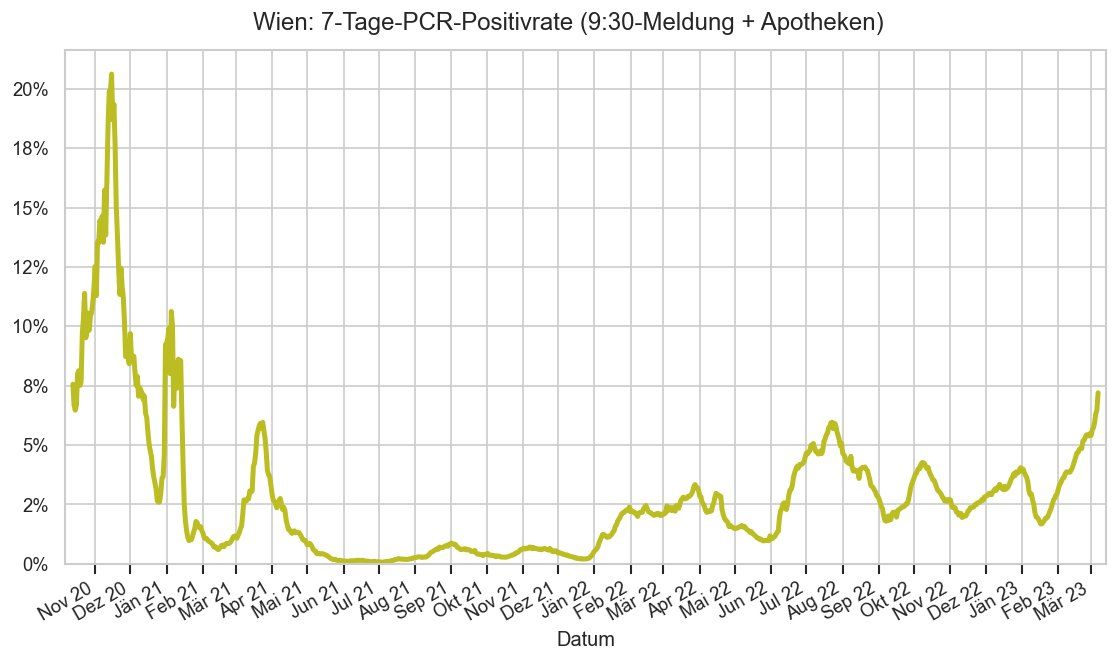 Wien: 7-Tage-PCR-Positivrate (9:30-Meldung + Apotheken)
20%
18%
15%
12%
10%
8%
5%
2%
0%
Nov 20
Dez 20
Jän 21
Feb 21
Mär 21
Apr 21
Mai 21
Jun 21
Jul 21
Aug 21
Sep 21
Okt 21
Nov 21
Dez 21
Jän 22
Feb 22
Mär 22
Apr 22
Mai 22
Jun 22
Jul 22
Aug 22
Sep 22
Okt 22
Nov 22
Dez 22
Jän 23
Feb 23
Mär 23
Datum